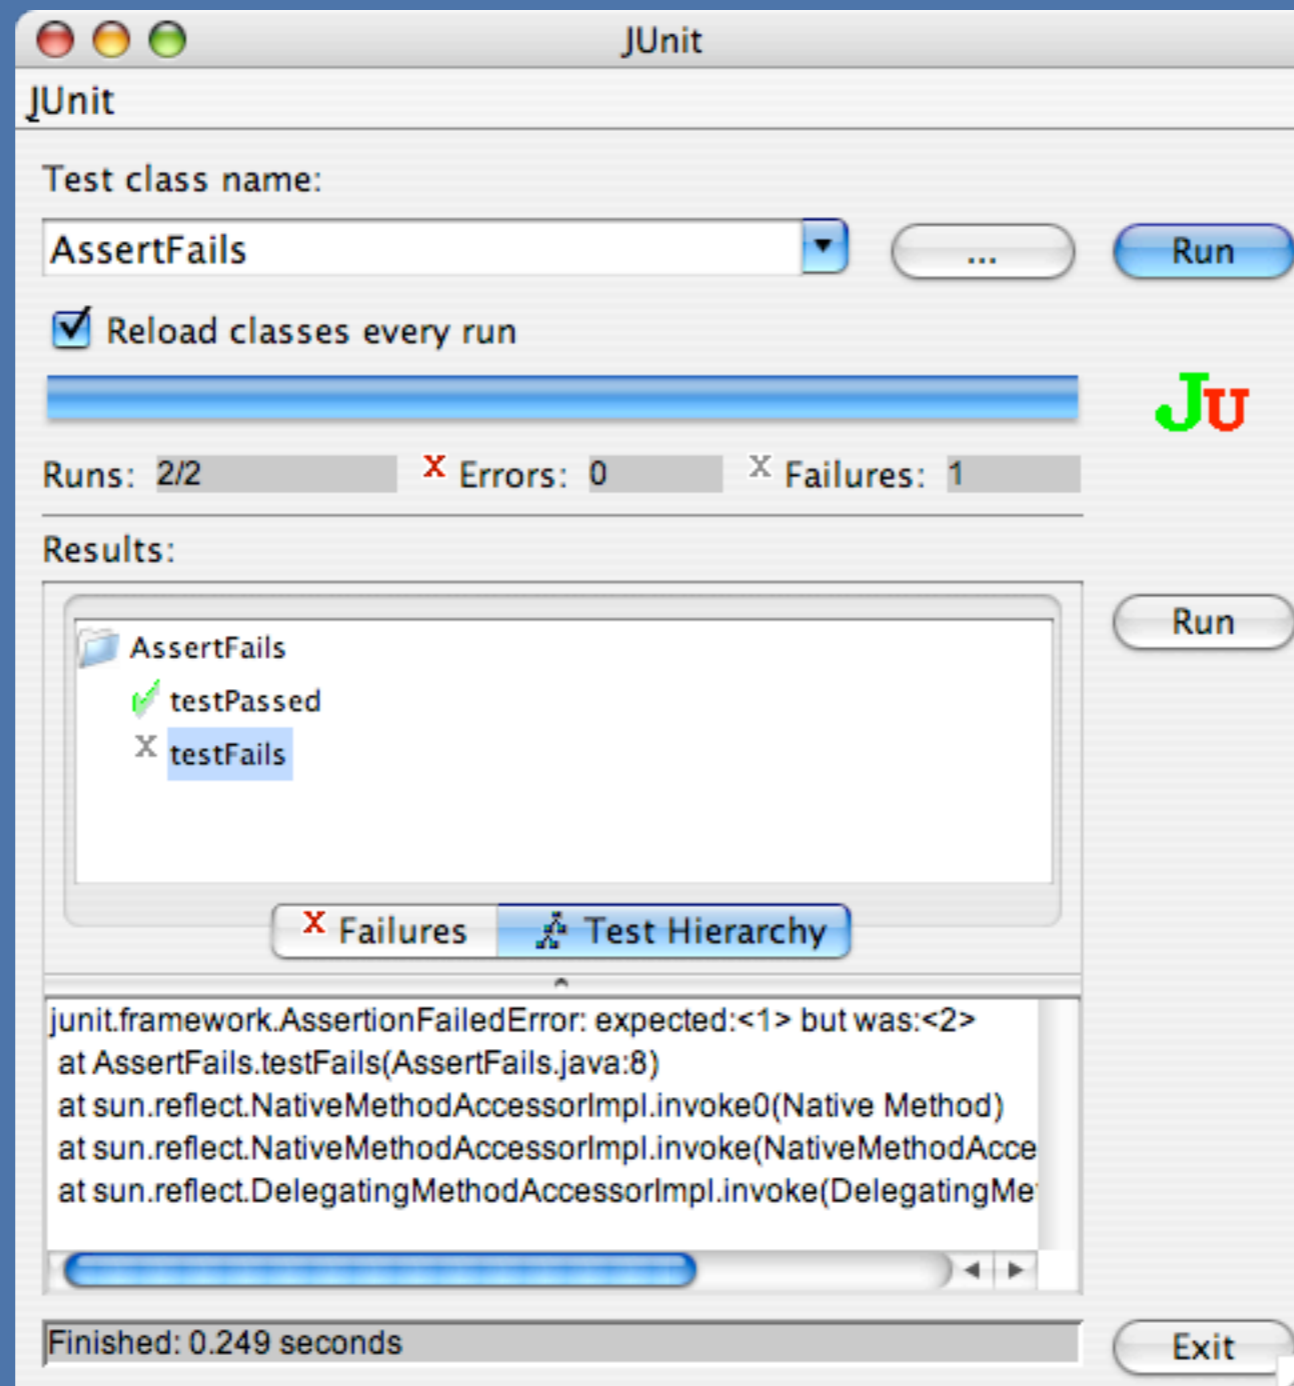 JUnit
JUnit
Test class name:
AssertFails ... Run
Reload classes every run
JU
Runs: 2/2 X Errors: 0 X Failures: 1
Results:
AssertFails Run
testPassed
X testFails
X Failures Test Hierarchy
junit.framework.AssertionFailedError: expected:<1> but was:<2>
at AssertFails.testFails(AssertFails.java:8)
at sun.reflect.NativeMethodAccessorImpl.invoke0(Native Method)
at sun.reflect.NativeMethodAccessorImpl.invoke(NativeMethodAcce
at sun.reflect.DelegatingMethodAccessorImpl.invoke(DelegatingMe
Finished: 0.249 seconds Exit